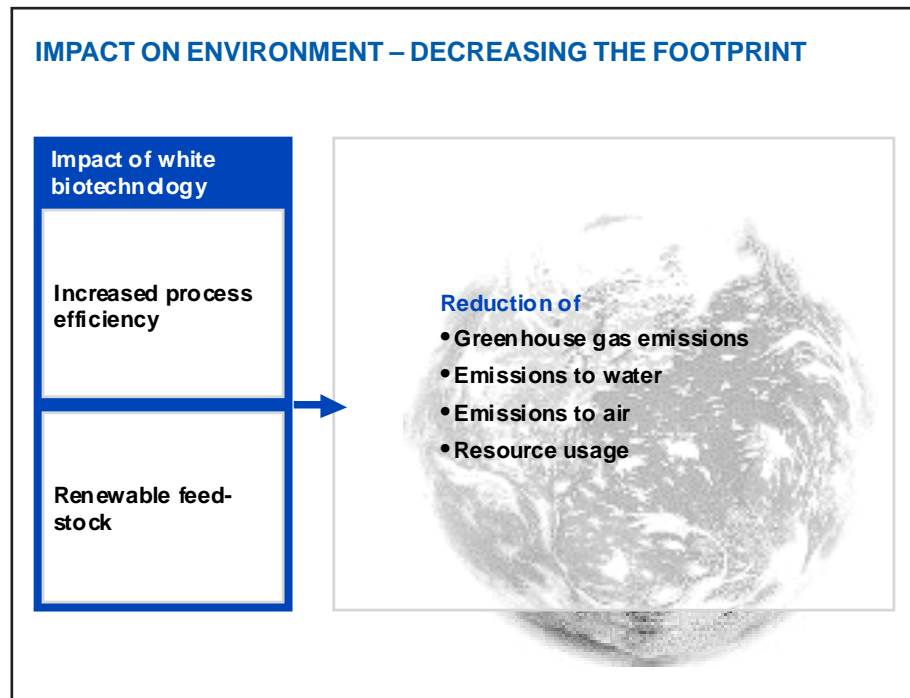 IMPACT ON ENVIRONMENT – DECREASING THE FOOTPRINT
Impact of white
biotechnology
Increased process
efficiency
Renewable feed-
stock
Reduction of
•Greenhouse gas emissions
•Emissions to water
•Emissions to air
•Resource usage